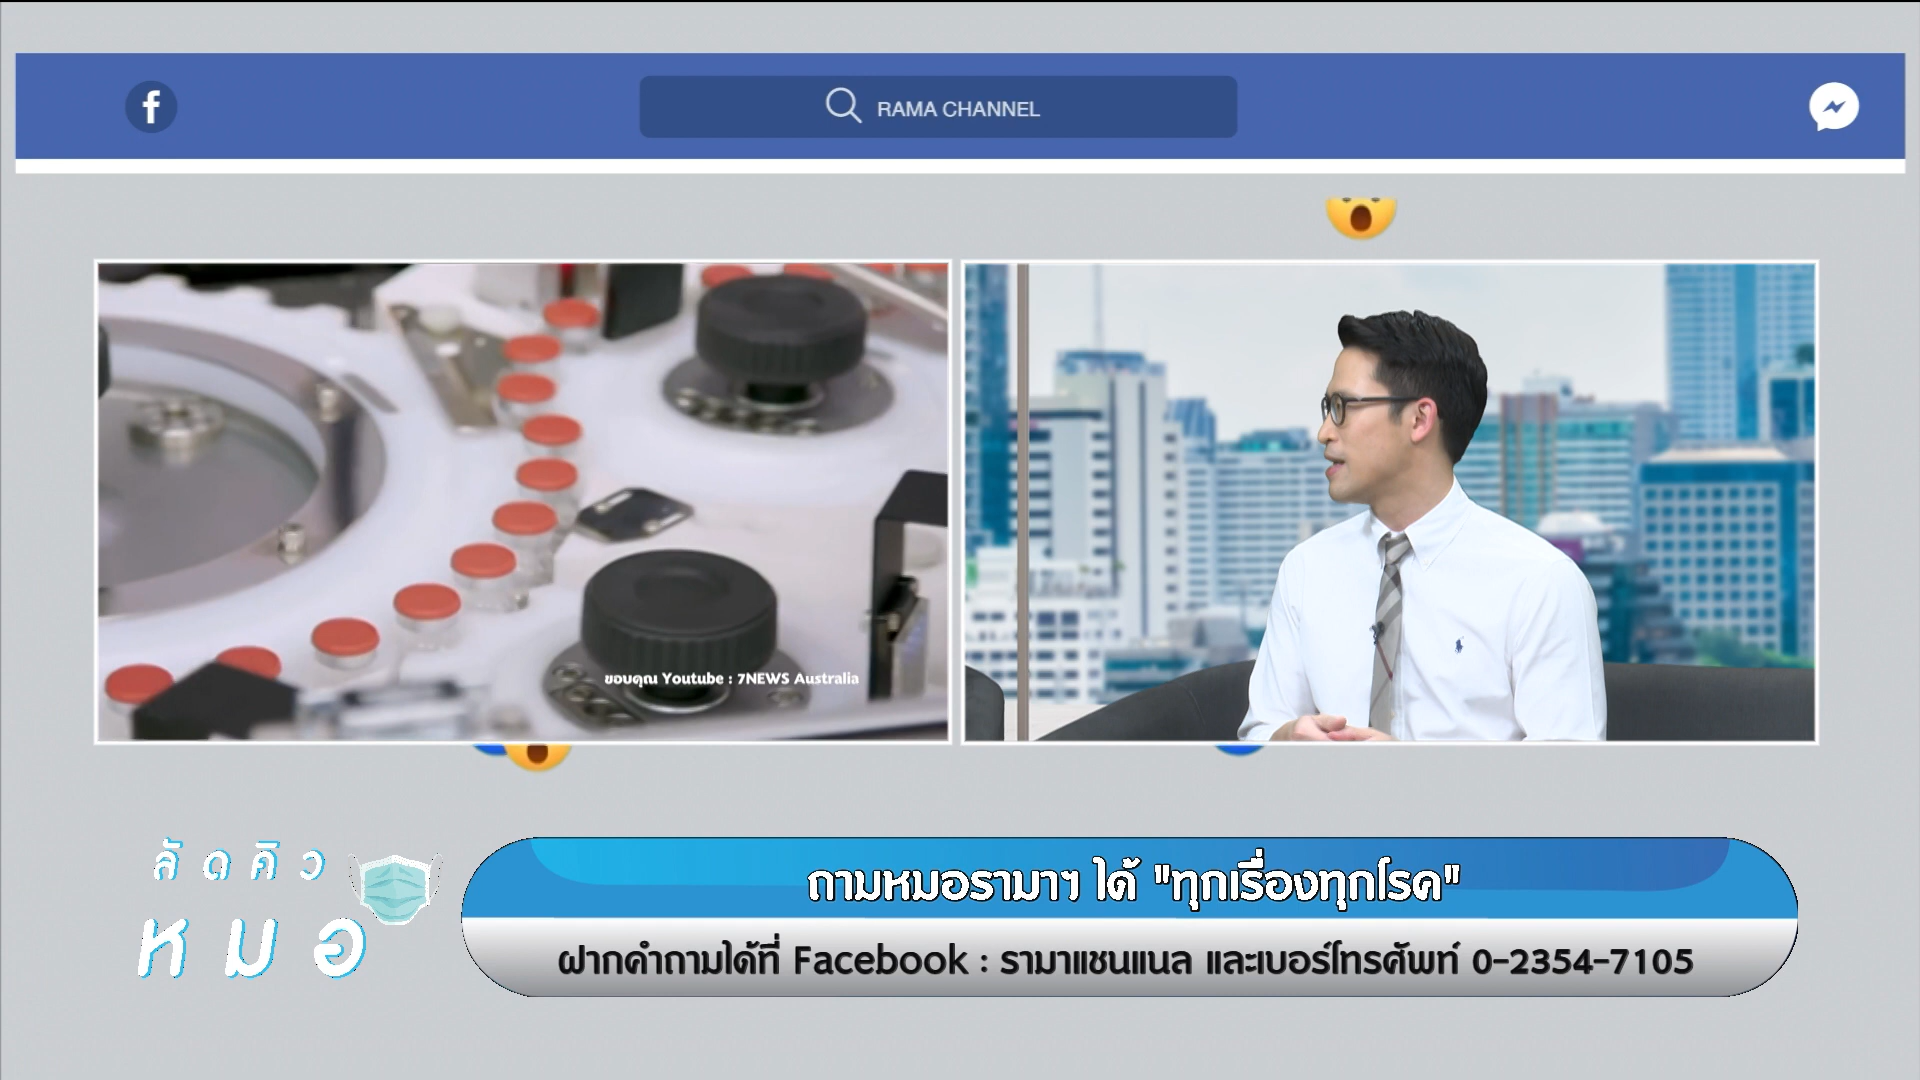 f
RAMA CHANNEL
ขอบคุณ Youtube : 7NEWS Australia
ลัดคิว
หมอ
ถามหมอรามาฯ ได้ "ทุกเรื่องทุกโรค"
ฝากคำถามได้ที่ Facebook : รามาแชนแนล และเบอร์โทรศัพท์ 0-2354-7105